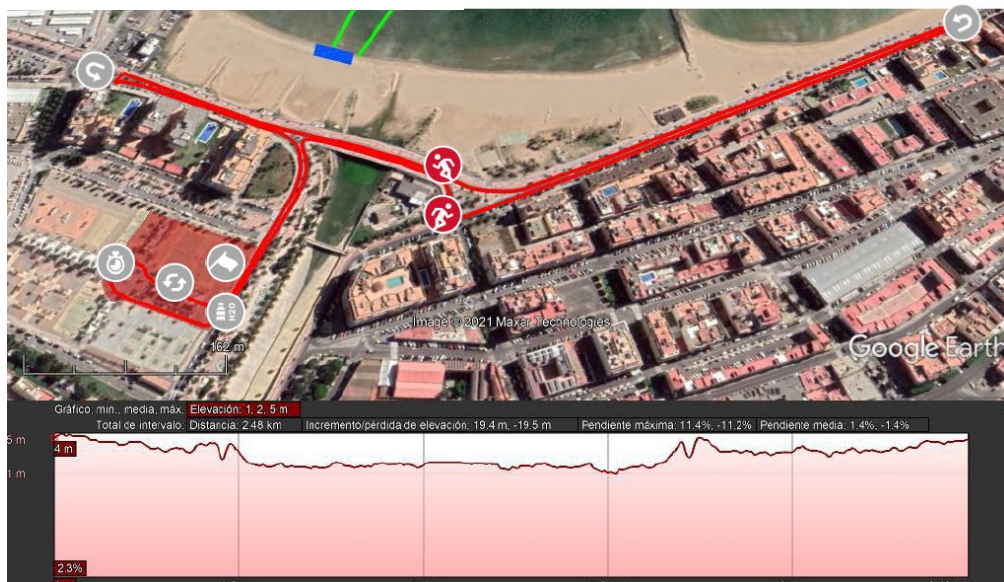 H2O
162 m
Image © 2021 Maxar Technologies
Google Earth
Gráfico: min., media, máx. Elevación: 1, 2, 5 m
Total de intervalo: Distancia: 2.48 km Incremento/pérdida de elevación: 19.4 m, -19.5 m Pendiente máxima: 11.4%, -11.2% Pendiente media: 1.4%, -1.4%
5 m
4 m
1 m
2.3%